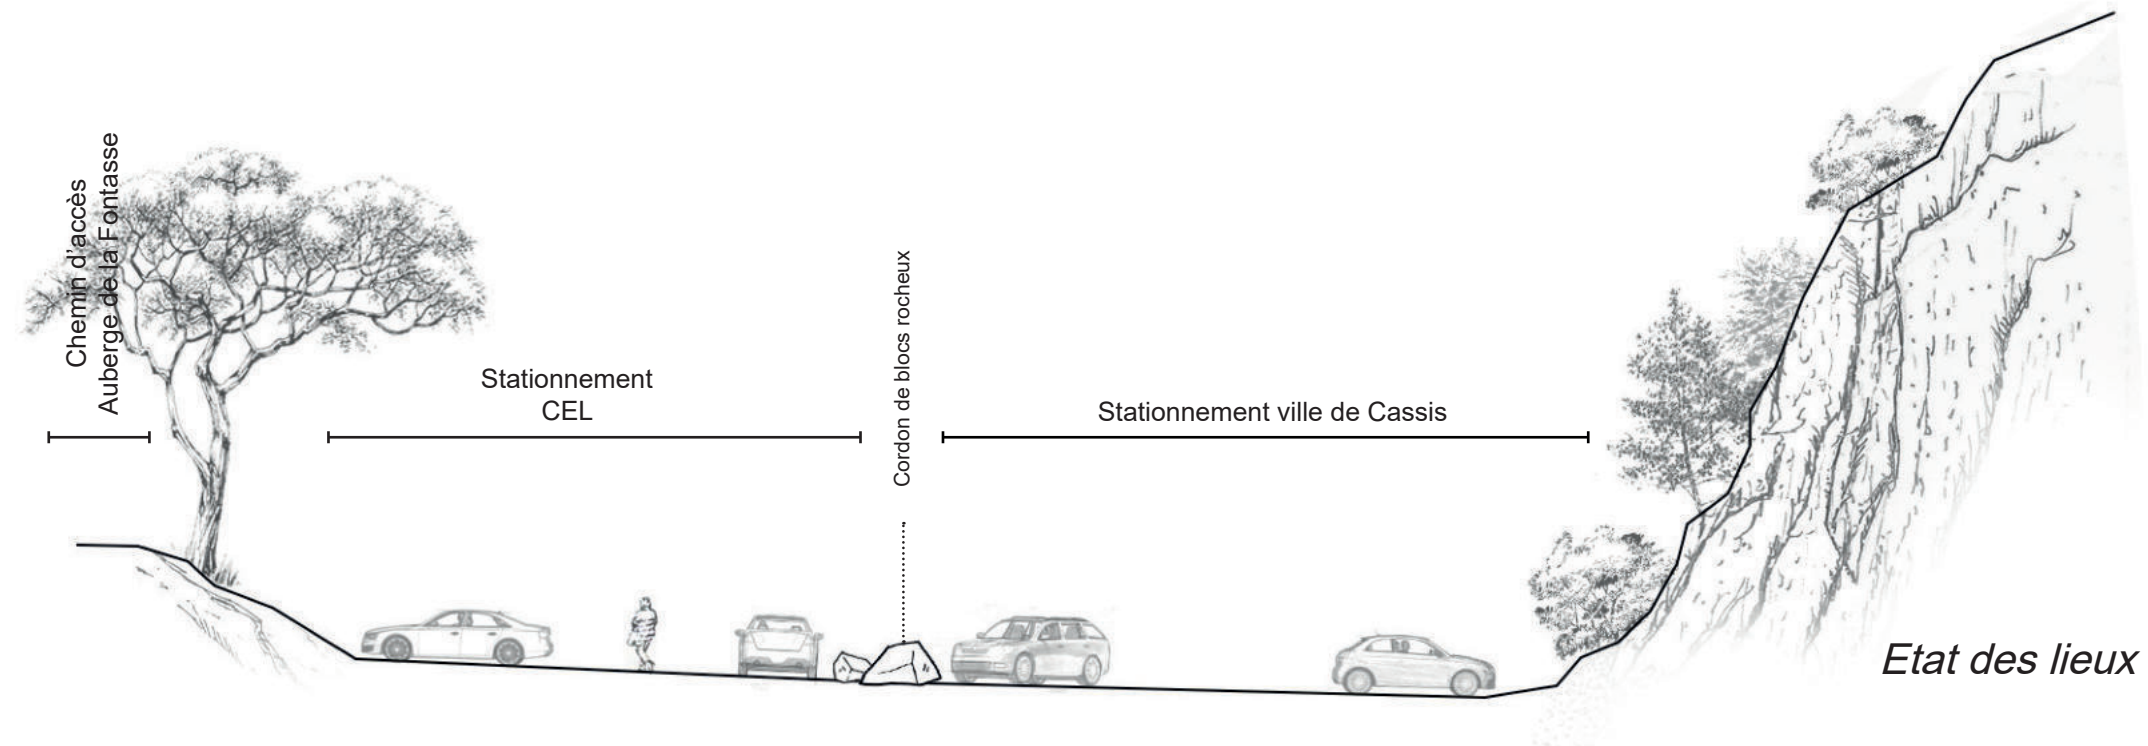 Chemin d'accès
Auberge de la Fontasse
Stationnement
CEL
Cordon de blocs rocheux
Stationnement ville de Cassis
Etat des lieux